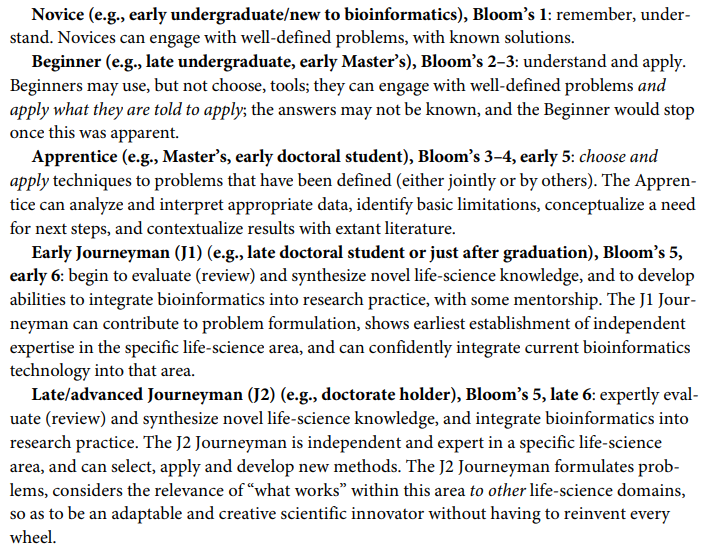 Novice (e.g., early undergraduate/new to bioinformatics), Bloom’s 1: remember, under-
stand. Novices can engage with well-defined problems, with known solutions.
Beginner (e.g., late undergraduate, early Master’s), Bloom’s 2–3: understand and apply.
Beginners may use, but not choose, tools; they can engage with well-defined problems and
apply what they are told to apply; the answers may not be known, and the Beginner would stop
once this was apparent.
Apprentice (e.g., Master’s, early doctoral student), Bloom’s 3–4, early 5: choose and
apply techniques to problems that have been defined (either jointly or by others). The Appren-
tice can analyze and interpret appropriate data, identify basic limitations, conceptualize a need
for next steps, and contextualize results with extant literature.
Early Journeyman (J1) (e.g., late doctoral student or just after graduation), Bloom’s 5,
early 6: begin to evaluate (review) and synthesize novel life-science knowledge, and to develop
abilities to integrate bioinformatics into research practice, with some mentorship. The J1 Jour-
neyman can contribute to problem formulation, shows earliest establishment of independent
expertise in the specific life-science area, and can confidently integrate current bioinformatics
technology into that area.
Late/advanced Journeyman (J2) (e.g., doctorate holder), Bloom’s 5, late 6: expertly eval-
uate (review) and synthesize novel life-science knowledge, and integrate bioinformatics into
research practice. The J2 Journeyman is independent and expert in a specific life-science
area, and can select, apply and develop new methods. The J2 Journeyman formulates prob-
lems, considers the relevance of “what works” within this area to other life-science domains,
so as to be an adaptable and creative scientific innovator without having to reinvent every
wheel.